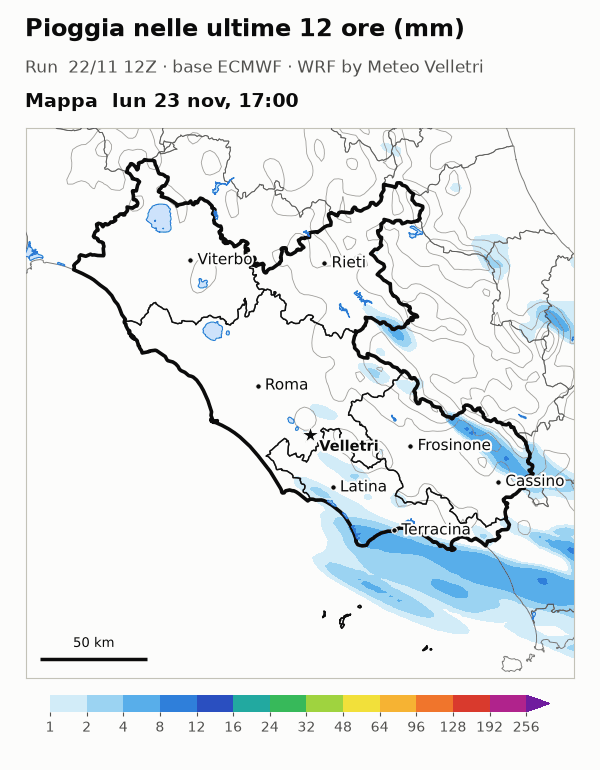 Pioggia nelle ultime 12 ore (mm)
Run 22/11 12Z · base ECMWF · WRF by Meteo Velletri
Mappa lun 23 nov, 17:00
Viterbo
Rieti
Roma
Velletri
Frosinone
Latina
Cassino
Terracina
50 km
1 2 4 8 12 16 24 32 48 64 96 128 192 256